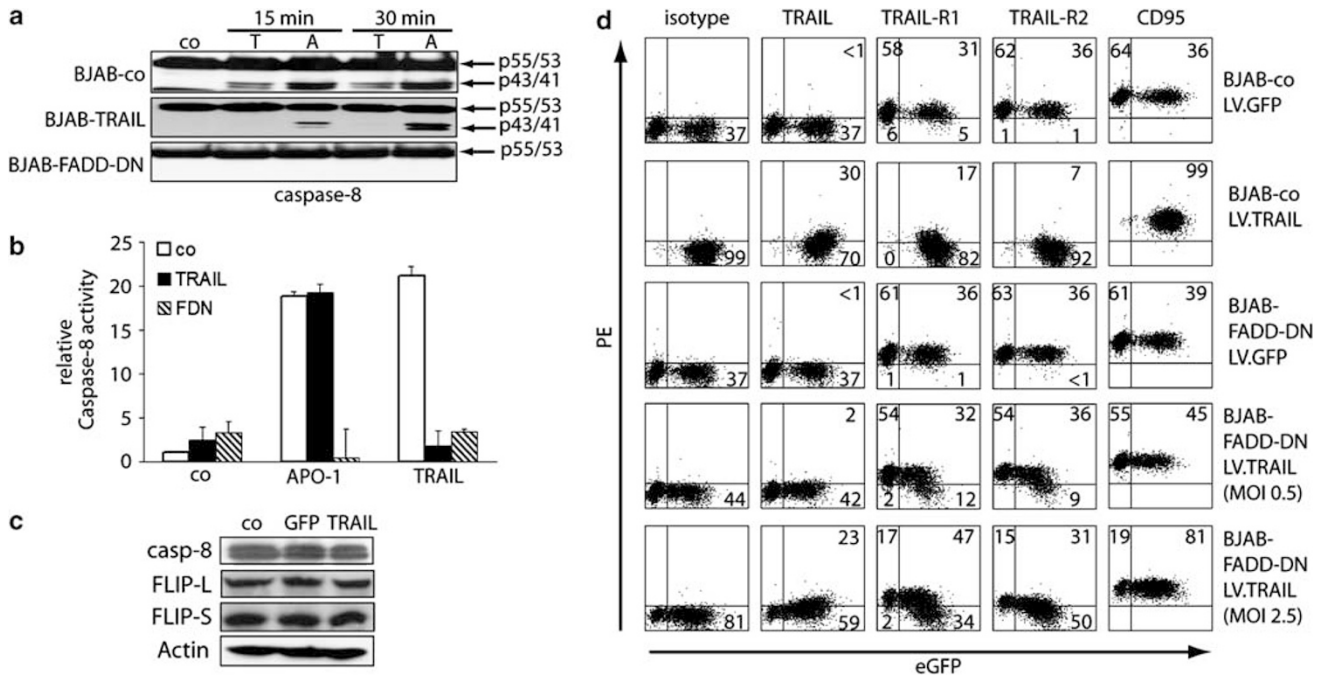 a
15 min 30 min
co T A T A
BJAB-co p55/53
p43/41
BJAB-TRAIL p55/53
p43/41
BJAB-FADD-DN p55/53
caspase-8
b
relative
Caspase-8 activity
25
20
15
10
5
0
co
TRAIL
FDN
co APO-1 TRAIL
c
co GFP TRAIL
casp-8
FLIP-L
FLIP-S
Actin
d
isotype TRAIL TRAIL-R1 TRAIL-R2 CD95
<1 58 31 62 36 64 36
37 37 6 5 1 1
BJAB-co
LV.GFP
30 17 7 99
99 70 0 82 92
BJAB-co
LV.TRAIL
<1 61 36 63 36 61 39
37 37 1 1 <1
BJAB-
FADD-DN
LV.GFP
2 54 32 54 36 55 45
44 42 2 12 9
BJAB-
FADD-DN
LV.TRAIL
(MOI 0.5)
23 17 47 15 31 19 81
81 59 2 34 50
BJAB-
FADD-DN
LV.TRAIL
(MOI 2.5)
PE
eGFP